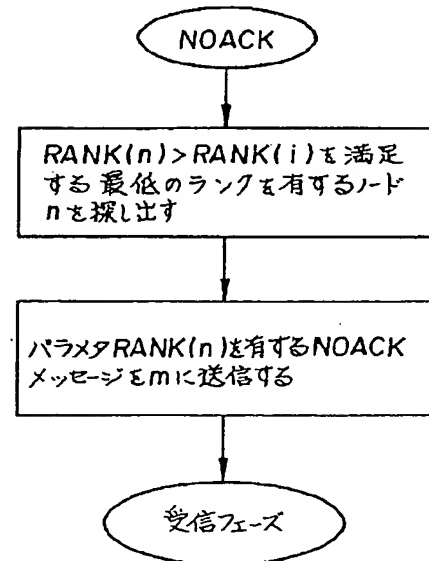 NOACK
RANK(n)>RANK(i)を満足
する最低のランクを有するノード
nを探し出す
パラメタRANK(n)を有するNOACK
メッセージをmに送信する
受信フェーズ